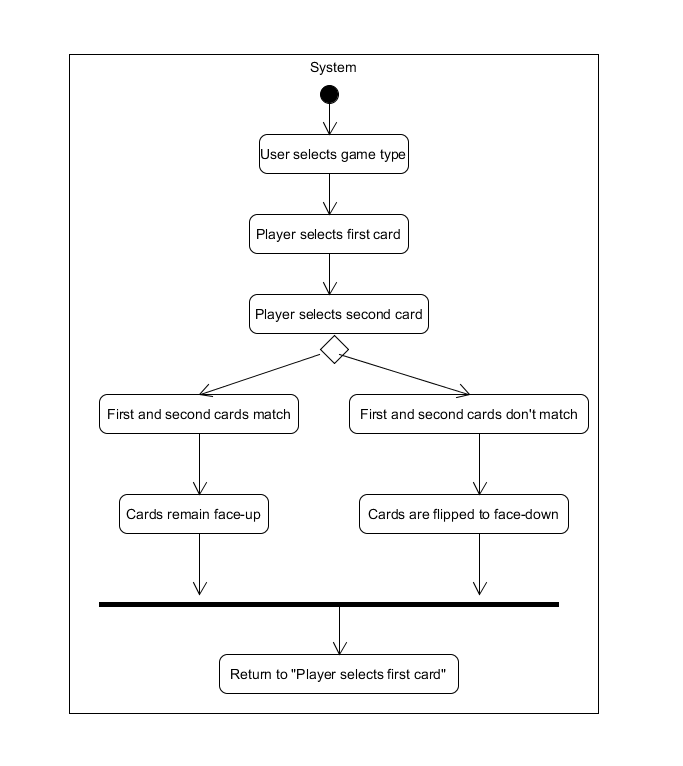 System
User selects game type
Player selects first card
Player selects second card
First and second cards match
First and second cards don't match
Cards remain face-up
Cards are flipped to face-down
Return to "Player selects first card"